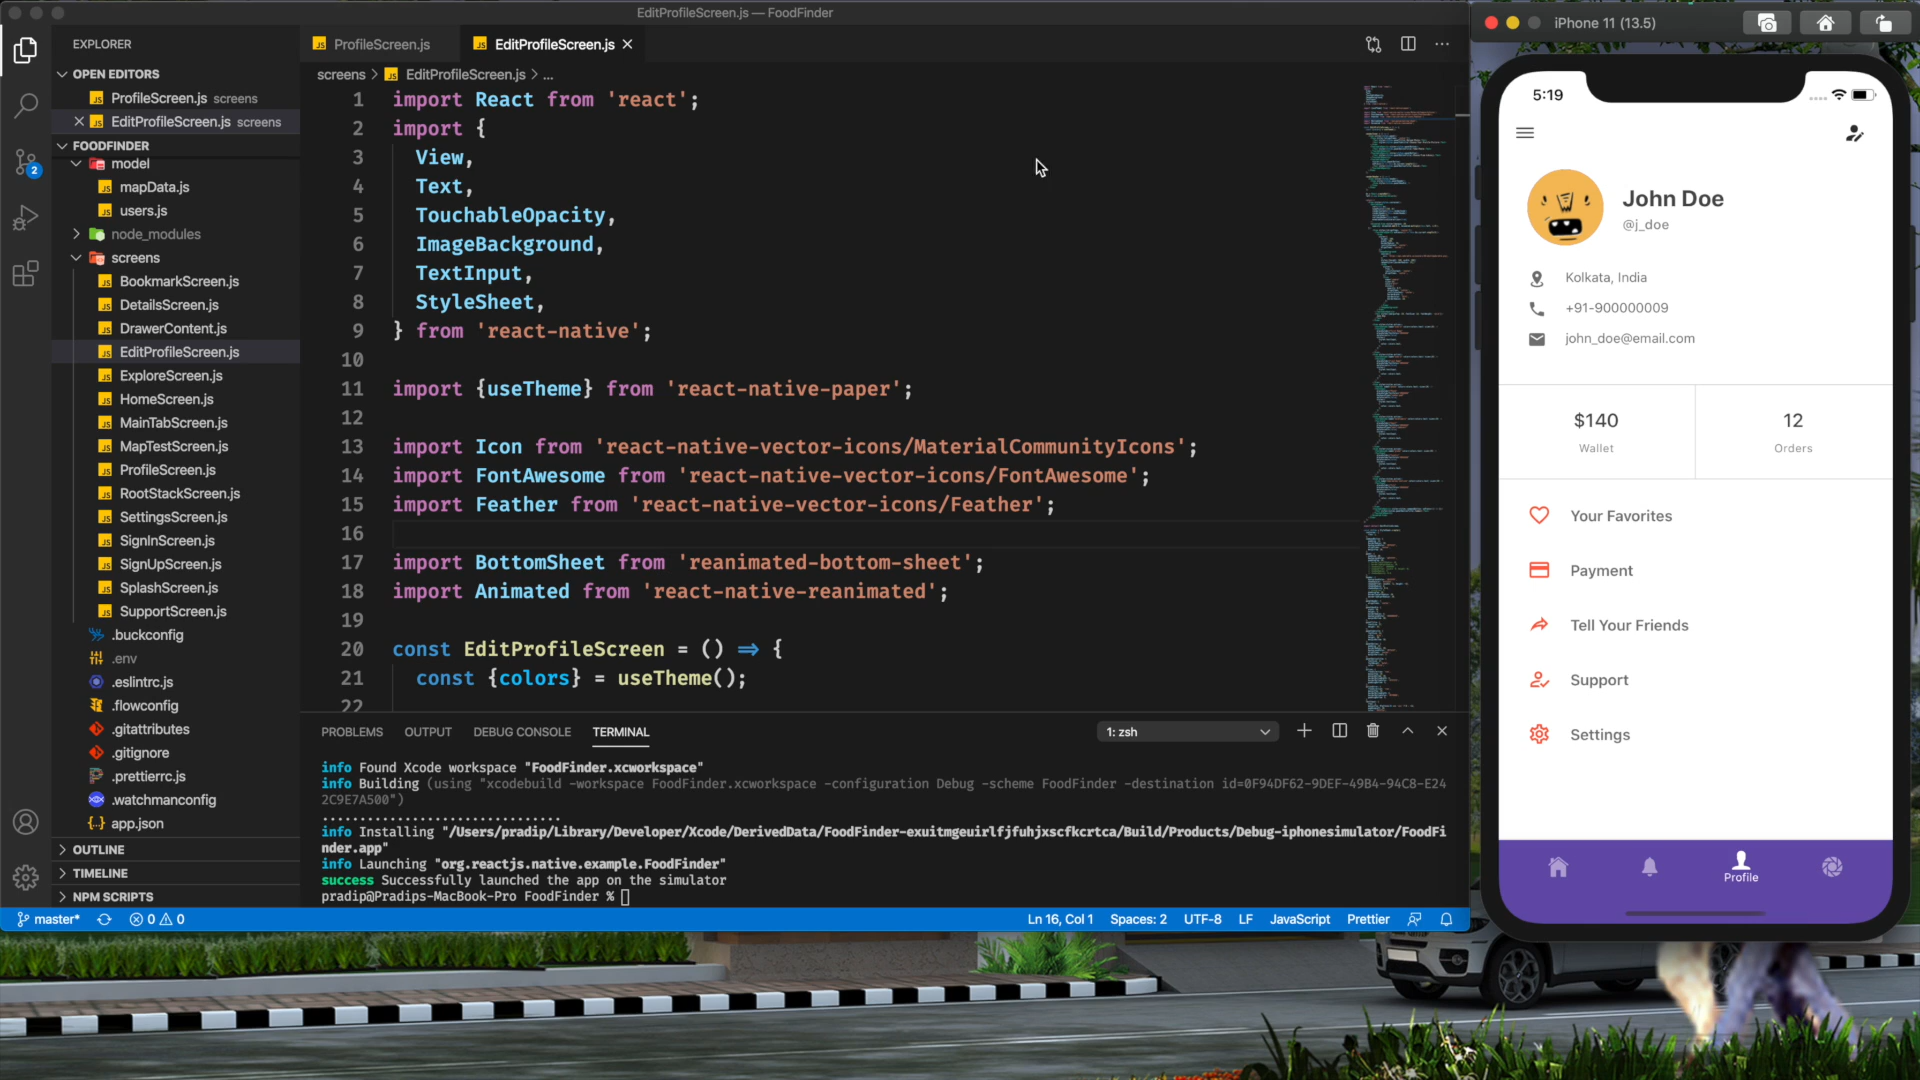 EditProfileScreen.js — FoodFinder
EXPLORER
OPEN EDITORS
ProfileScreen.js screens
EditProfileScreen.js screens
FOODFINDER
model
mapData.js
users.js
node_modules
screens
BookmarkScreen.js
DetailsScreen.js
DrawerContent.js
EditProfileScreen.js
ExploreScreen.js
HomeScreen.js
MainTabScreen.js
MapTestScreen.js
ProfileScreen.js
RootStackScreen.js
SettingsScreen.js
SignInScreen.js
SignUpScreen.js
SplashScreen.js
SupportScreen.js
.buckconfig
.env
.eslintrc.js
.flowconfig
.gitattributes
.gitignore
.prettierrc.js
.watchmanconfig
app.json
OUTLINE
TIMELINE
NPM SCRIPTS
2
ProfileScreen.js
EditProfileScreen.js
screens > EditProfileScreen.js > ...
1 import React from 'react';
2 import {
3 View,
4 Text,
5 TouchableOpacity,
6 ImageBackground,
7 TextInput,
8 StyleSheet,
9 } from 'react-native';
10
11 import {useTheme} from 'react-native-paper';
12
13 import Icon from 'react-native-vector-icons/MaterialCommunityIcons';
14 import FontAwesome from 'react-native-vector-icons/FontAwesome';
15 import Feather from 'react-native-vector-icons/Feather';
16
17 import BottomSheet from 'reanimated-bottom-sheet';
18 import Animated from 'react-native-reanimated';
19
20 const EditProfileScreen = () => {
21 const {colors} = useTheme();
22
PROBLEMS OUTPUT DEBUG CONSOLE TERMINAL
1: zsh
info Found Xcode workspace "FoodFinder.xcworkspace"
info Building (using "xcodebuild -workspace FoodFinder.xcworkspace -configuration Debug -scheme FoodFinder -destination id=0F94DF62-9DEF-49B4-94C8-E24
2C9E7A500")
................................
info Installing "/Users/pradip/Library/Developer/Xcode/DerivedData/FoodFinder-exuitmgeuirlfjfuhjxscfkcrtca/Build/Products/Debug-iphonesimulator/FoodFi
nder.app"
info Launching "org.reactjs.native.example.FoodFinder"
success Successfully launched the app on the simulator
pradip@Pradips-MacBook-Pro FoodFinder %
master* 0 0
Ln 16, Col 1 Spaces: 2 UTF-8 LF JavaScript Prettier
iPhone 11 (13.5)
5:19
John Doe
@j_doe
Kolkata, India
+91-900000009
john_doe@email.com
$140
Wallet
12
Orders
Your Favorites
Payment
Tell Your Friends
Support
Settings
Profile